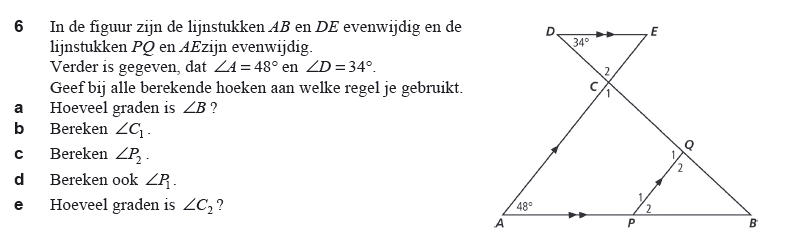 6 In de figuur zijn de lijnstukken AB en DE evenwijdig en de
lijnstukken PQ en AEzijn evenwijdig.
Verder is gegeven, dat ∠A = 48° en ∠D = 34°.
Geef bij alle berekende hoeken aan welke regel je gebruikt.
a Hoeveel graden is ∠B ?
b Bereken ∠C₁.
c Bereken ∠P₂.
d Bereken ook ∠P₁.
e Hoeveel graden is ∠C₂ ?
D E
34°
2
C
1
Q
1
2
1
48° 2
A P B